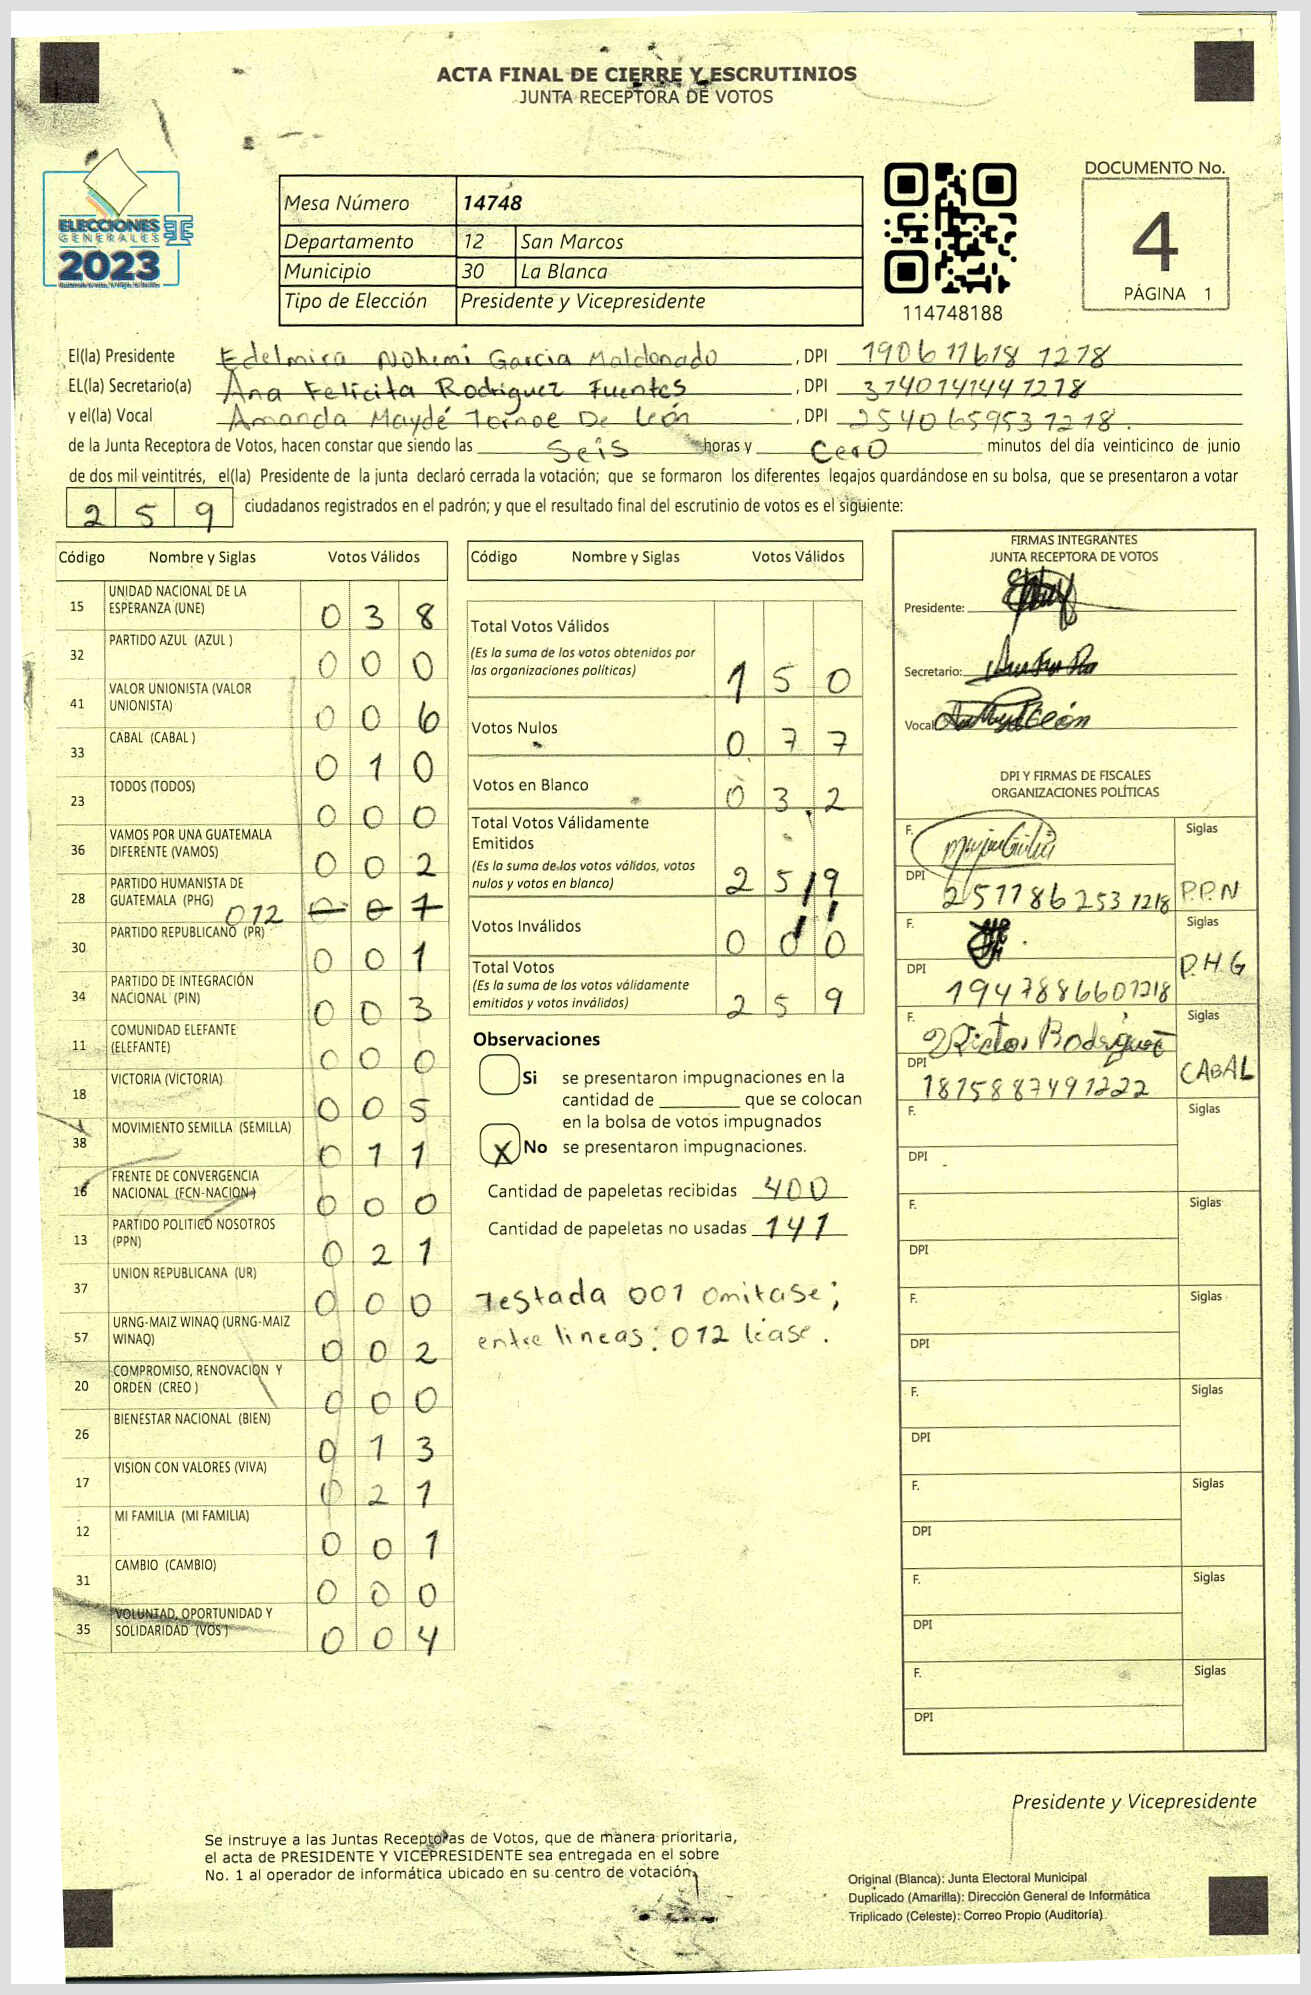 ACTA FINAL DE CIERRE Y ESCRUTINIOS
JUNTA RECEPTORA DE VOTOS
ELECCIONES
GENERALES
2023
Mesa Número 14748
Departamento 12 San Marcos
Municipio 30 La Blanca
Tipo de Elección Presidente y Vicepresidente
114748188
DOCUMENTO No.
4
PÁGINA 1
El(la) Presidente Edelmira Nohemi Garcia Maldonado, DPI 190611618 1218
EL(la) Secretario(a) Ana Felicita Rodriguez Fuentes, DPI 314014144 1218
y el(la) Vocal Amanda Maydé De León, DPI 254065953 1218.
de la Junta Receptora de Votos, hacen constar que siendo las Seis horas y Cero minutos del día veinticinco de junio
de dos mil veintitrés, el(la) Presidente de la junta declaró cerrada la votación; que se formaron los diferentes legajos quardándose en su bolsa, que se presentaron a votar
2 5 9 ciudadanos registrados en el padrón; y que el resultado final del escrutinio de votos es el siguiente:
Código Nombre y Siglas Votos Válidos
15 UNIDAD NACIONAL DE LA ESPERANZA (UNE) 0 3 8
32 PARTIDO AZUL (AZUL ) 0 0 0
41 VALOR UNIONISTA (VALOR UNIONISTA) 0 0 6
33 CABAL (CABAL ) 0 1 0
23 TODOS (TODOS) 0 0 0
36 VAMOS POR UNA GUATEMALA DIFERENTE (VAMOS) 0 0 2
28 PARTIDO HUMANISTA DE GUATEMALA (PHG) 012 0 0 1
30 PARTIDO REPUBLICANO (PR) 0 0 1
34 PARTIDO DE INTEGRACIÓN NACIONAL (PIN) 0 0 3
11 COMUNIDAD ELEFANTE (ELEFANTE) 0 0 0
18 VICTORIA (VICTORIA) 0 0 5
38 MOVIMIENTO SEMILLA (SEMILLA) 0 1 1
16 FRENTE DE CONVERGENCIA NACIONAL (FCN-NACION) 0 0 0
13 PARTIDO POLITICO NOSOTROS (PPN) 0 2 1
37 UNION REPUBLICANA (UR) 0 0 0
57 URNG-MAIZ WINAQ (URNG-MAIZ WINAQ) 0 0 2
20 COMPROMISO, RENOVACION Y ORDEN (CREO ) 0 0 0
26 BIENESTAR NACIONAL (BIEN) 0 1 3
17 VISION CON VALORES (VIVA) 0 2 1
12 MI FAMILIA (MI FAMILIA) 0 0 1
31 CAMBIO (CAMBIO) 0 0 0
35 VOLUNTAD, OPORTUNIDAD Y SOLIDARIDAD (VOS ) 0 0 4
Código Nombre y Siglas Votos Válidos
Total Votos Válidos 1 5 0
(Es la suma de los votos obtenidos por
las organizaciones políticas)
Votos Nulos 0 7 7
Votos en Blanco 0 3 2
Total Votos Válidamente
Emitidos
(Es la suma de los votos válidos, votos
nulos y votos en blanco) 2 5 9
Votos Inválidos 0 0 0
Total Votos
(Es la suma de los votos válidamente
emitidos y votos inválidos) 2 5 9
Observaciones
Si se presentaron impugnaciones en la
cantidad de ________ que se colocan
en la bolsa de votos impugnados
X No se presentaron impugnaciones.
Cantidad de papeletas recibidas 400
Cantidad de papeletas no usadas 141
Testada 001 omitase;
entre lineas: 012 léase.
FIRMAS INTEGRANTES
JUNTA RECEPTORA DE VOTOS
Presidente:
Secretario:
Vocal
DPI Y FIRMAS DE FISCALES
ORGANIZACIONES POLÍTICAS
F. Siglas
DPI 251186253 1218 P.P.N
F. Siglas
DPI 1947886601218 P.H.G
F. Victor Rodriguez Siglas
DPI 1815887491222 CABAL
F. Siglas
DPI
F. Siglas
DPI
F. Siglas
DPI
F. Siglas
DPI
F. Siglas
DPI
F. Siglas
DPI
F. Siglas
DPI
Presidente y Vicepresidente
Se instruye a las Juntas Receptoras de Votos, que de manera prioritaria,
el acta de PRESIDENTE Y VICEPRESIDENTE sea entregada en el sobre
No. 1 al operador de informática ubicado en su centro de votación
Original (Blanca): Junta Electoral Municipal
Duplicado (Amarilla): Dirección General de Informática
Triplicado (Celeste): Correo Propio (Auditoría)